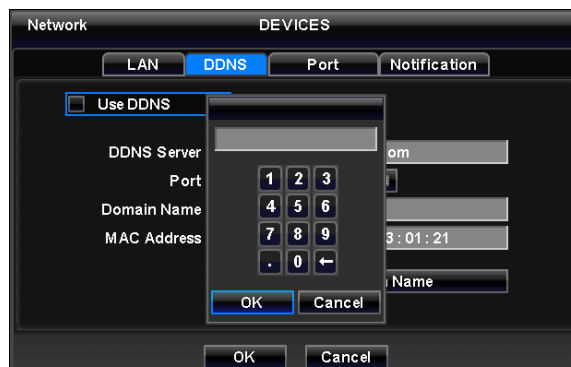 Network DEVICES
LAN DDNS Port Notification
Use DDNS
DDNS Server om
Port
1 2 3
Domain Name
4 5 6
MAC Address 3 : 01 : 21
7 8 9
. 0 ←
Name
OK Cancel
OK Cancel